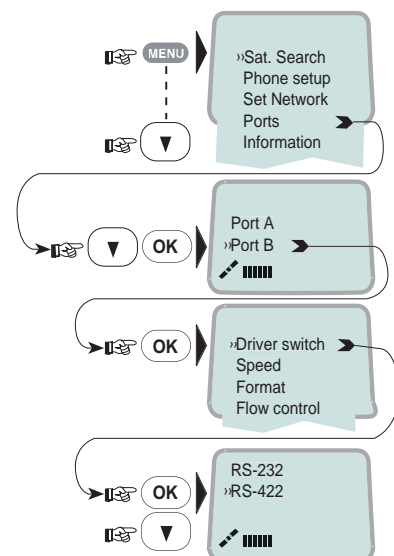 MENU
»Sat. Search
Phone setup
Set Network
Ports
Information
OK
Port A
»Port B
OK
»Driver switch
Speed
Format
Flow control
OK
RS-232
»RS-422